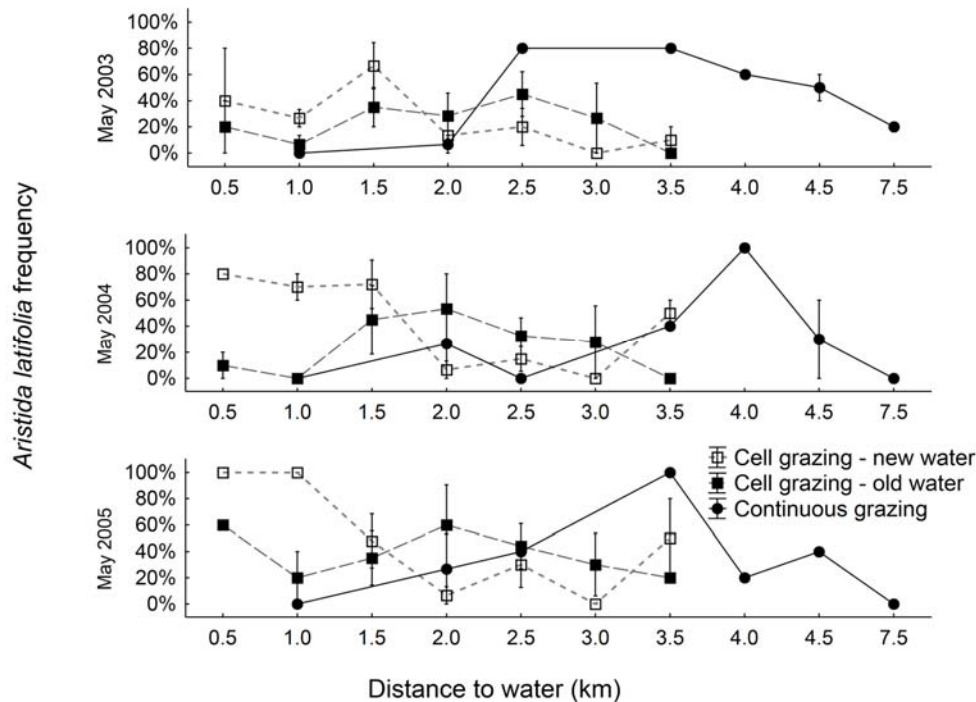 Aristida latifolia frequency
May 2003
100%
80%
60%
40%
20%
0%
0.5 1.0 1.5 2.0 2.5 3.0 3.5 4.0 4.5 7.5
May 2004
100%
80%
60%
40%
20%
0%
0.5 1.0 1.5 2.0 2.5 3.0 3.5 4.0 4.5 7.5
May 2005
100%
80%
60%
40%
20%
0%
Cell grazing - new water
Cell grazing - old water
Continuous grazing
0.5 1.0 1.5 2.0 2.5 3.0 3.5 4.0 4.5 7.5
Distance to water (km)